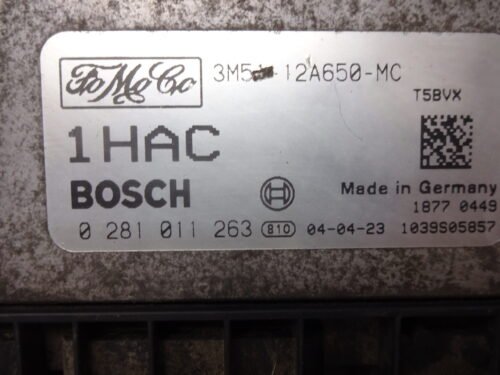 FoMoCo 3M5 12A650-MC
T5BVX
1HAC
BOSCH Made in Germany
1877 0449
0 281 011 263 810 04-04-23 1039S05857